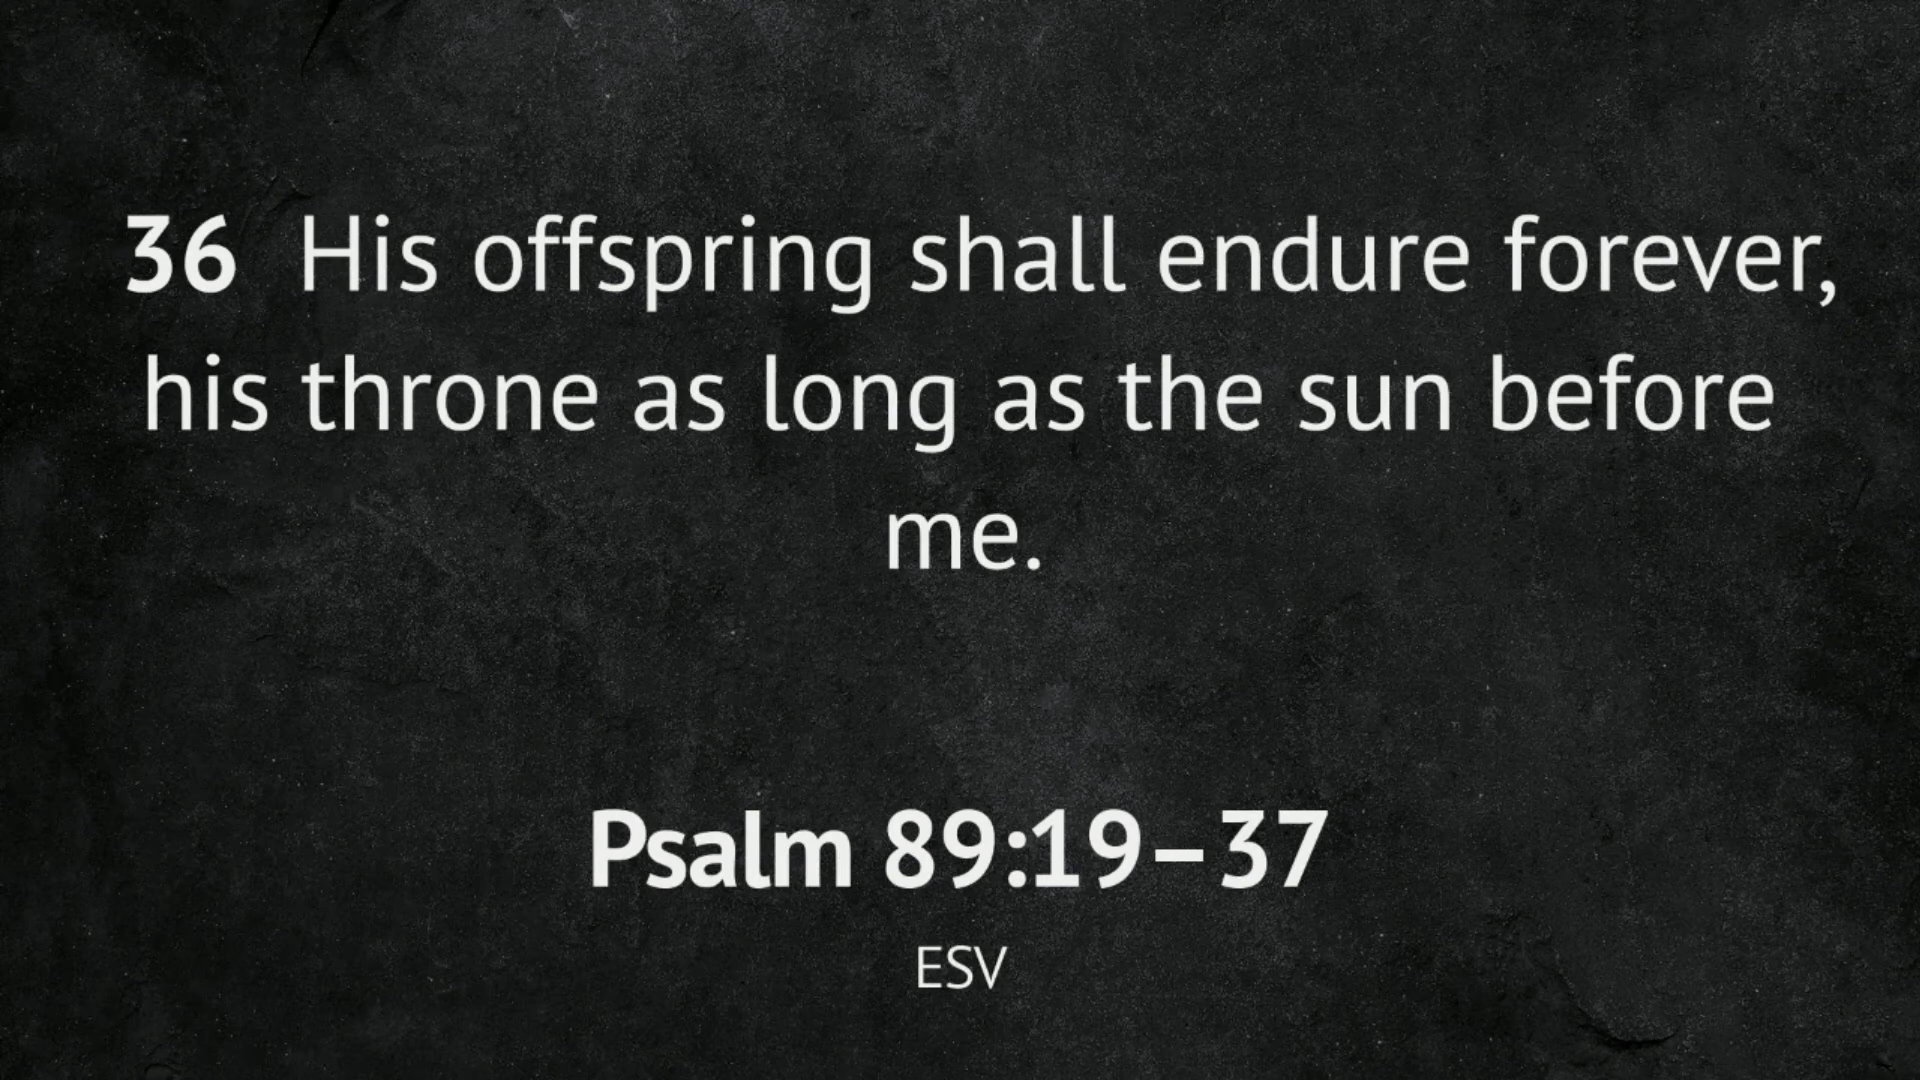 36 His offspring shall endure forever,
his throne as long as the sun before
me.
Psalm 89:19–37
ESV